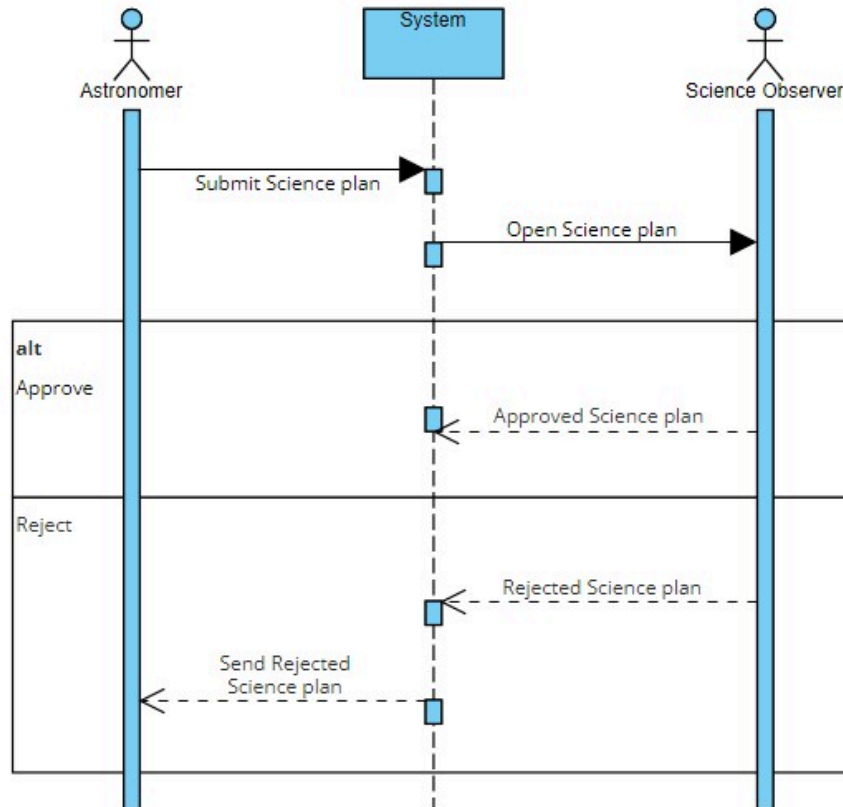 System
Astronomer
Science Observer
Submit Science plan
Open Science plan
alt
Approve
Approved Science plan
Reject
Rejected Science plan
Send Rejected
Science plan